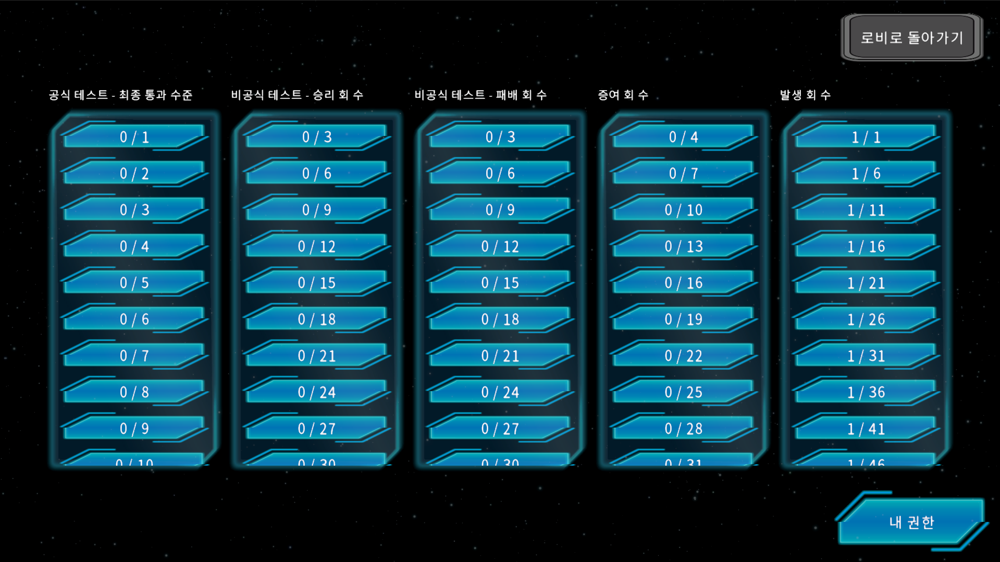 로비로 돌아가기
공식 테스트 - 최종 통과 수준
비공식 테스트 - 승리 회 수
비공식 테스트 - 패배 회 수
증여 회 수
발생 회 수
0 / 1
0 / 3
0 / 3
0 / 4
1 / 1
0 / 2
0 / 6
0 / 6
0 / 7
1 / 6
0 / 3
0 / 9
0 / 9
0 / 10
1 / 11
0 / 4
0 / 12
0 / 12
0 / 13
1 / 16
0 / 5
0 / 15
0 / 15
0 / 16
1 / 21
0 / 6
0 / 18
0 / 18
0 / 19
1 / 26
0 / 7
0 / 21
0 / 21
0 / 22
1 / 31
0 / 8
0 / 24
0 / 24
0 / 25
1 / 36
0 / 9
0 / 27
0 / 27
0 / 28
1 / 41
0 / 10
0 / 30
0 / 30
0 / 31
1 / 46
내 권한